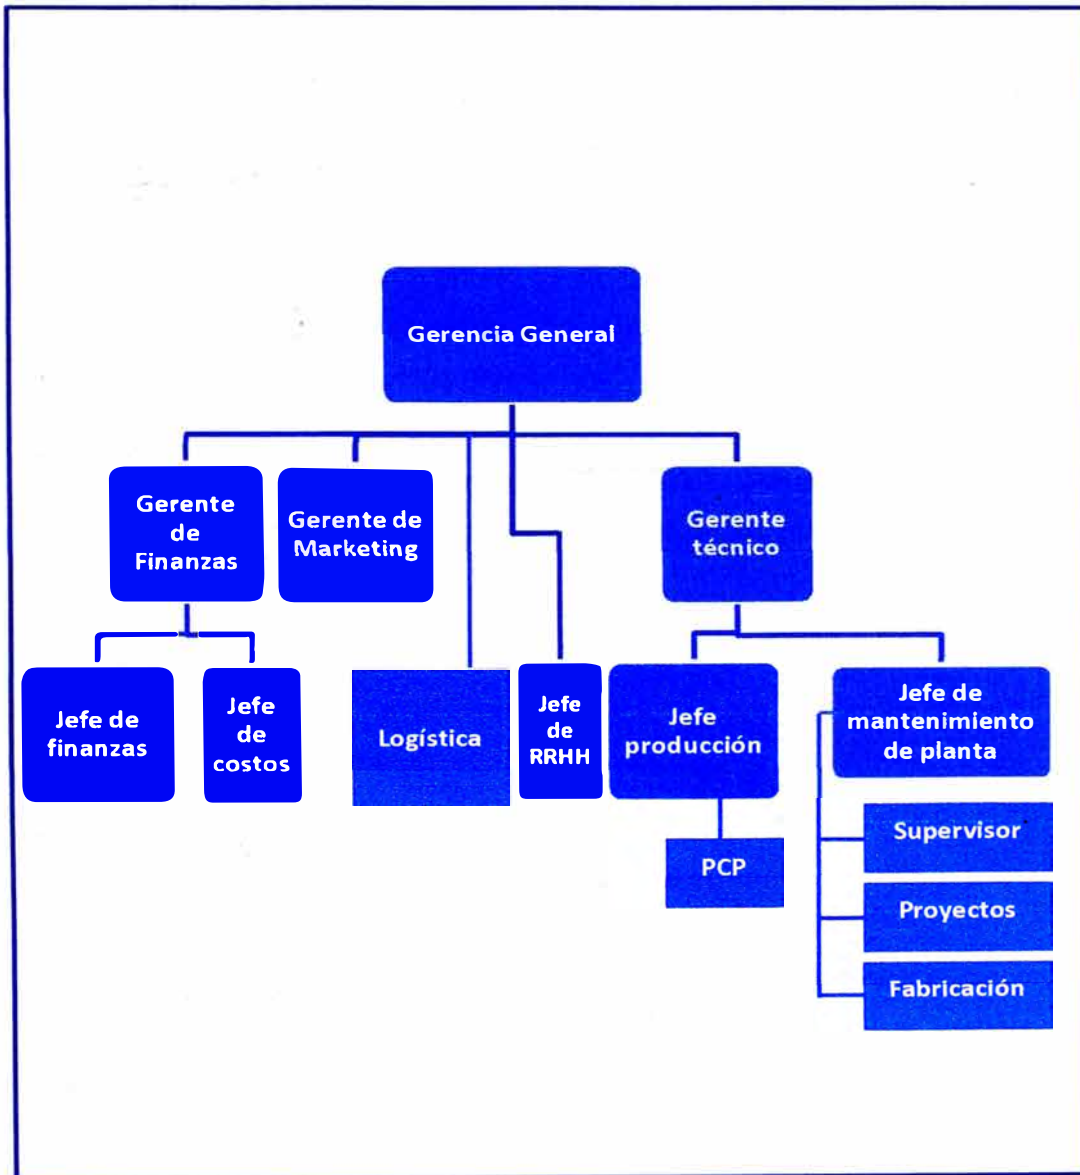 Gerencia General
Gerente
de
Finanzas
Gerente de
Marketing
Gerente
técnico
Jefe de
finanzas
Jefe
de
costos
Logística
Jefe
de
RRHH
Jefe
producción
Jefe de
mantenimiento
de planta
PCP
Supervisor
Proyectos
Fabricación